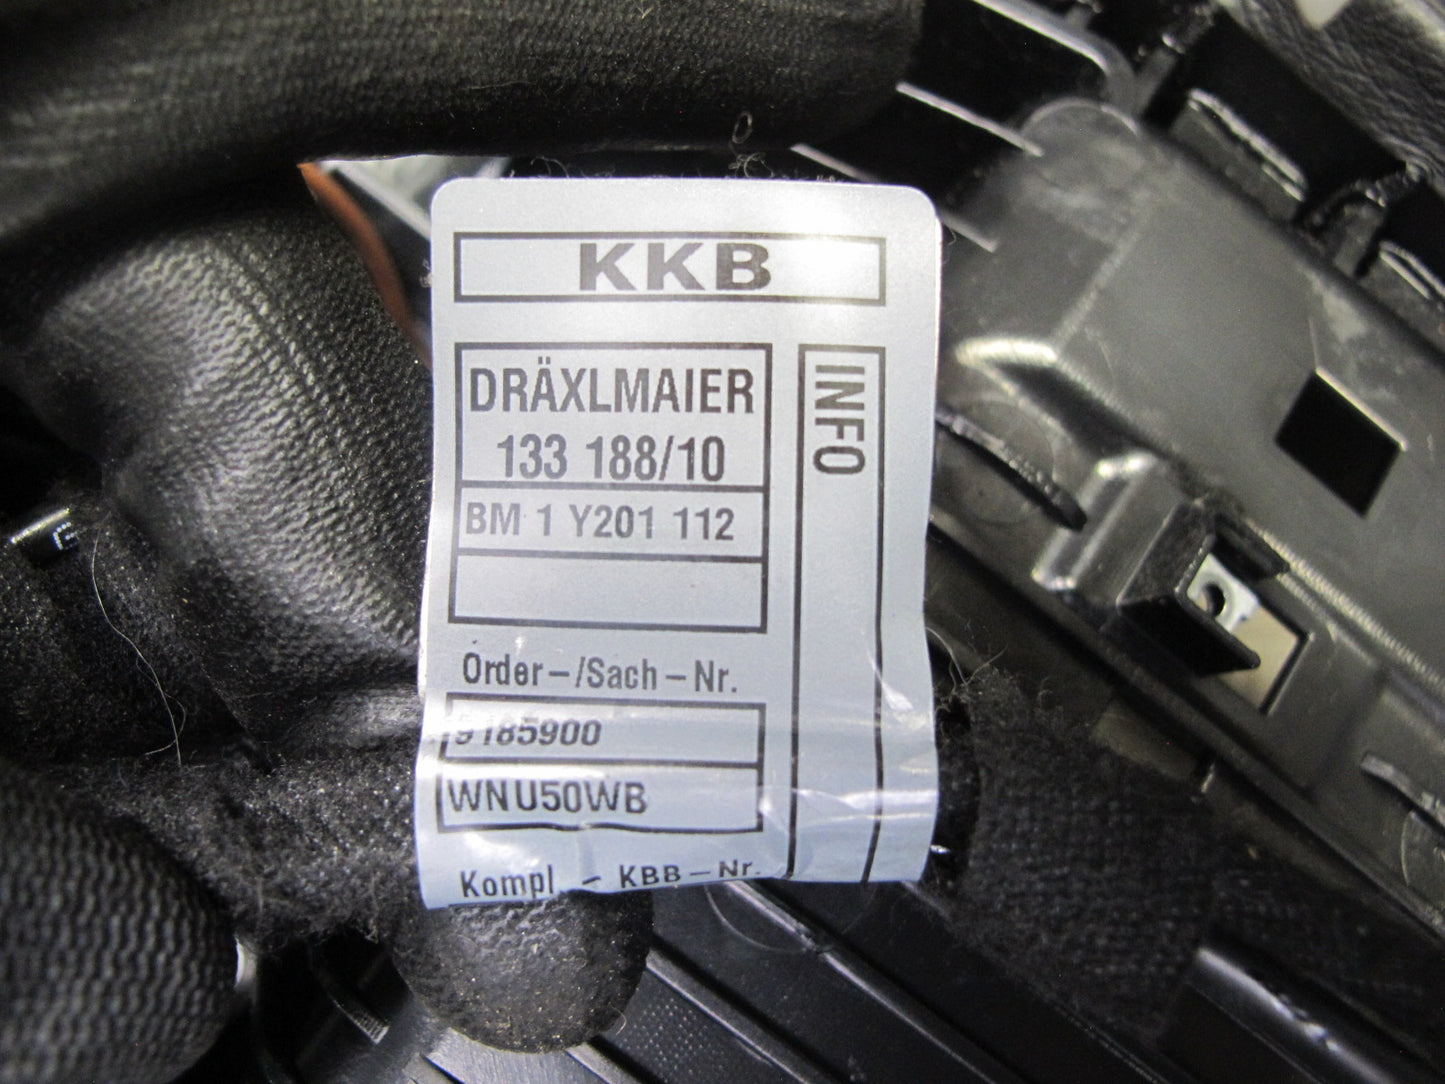 KKB
DRÄXLMAIER
133 188/10
BM 1 Y201 112
INFO
Order-/Sach-Nr.
9185900
WNU50WB
Kompl. - KBB-Nr.